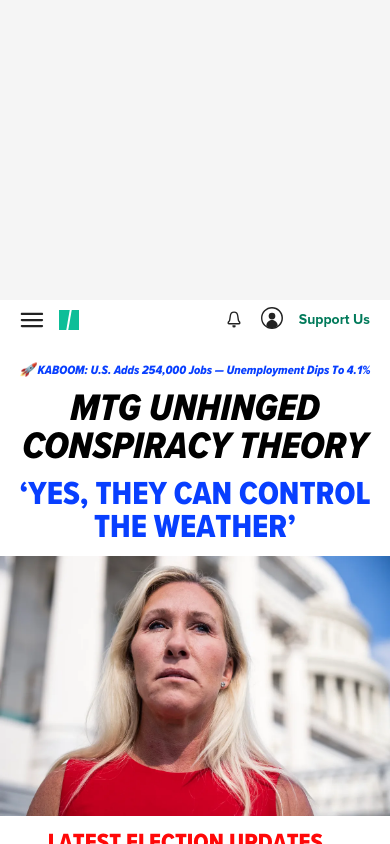 Support Us
🚀KABOOM: U.S. Adds 254,000 Jobs — Unemployment Dips To 4.1%
MTG UNHINGED
CONSPIRACY THEORY
‘YES, THEY CAN CONTROL
THE WEATHER’
LATEST ELECTION UPDATES